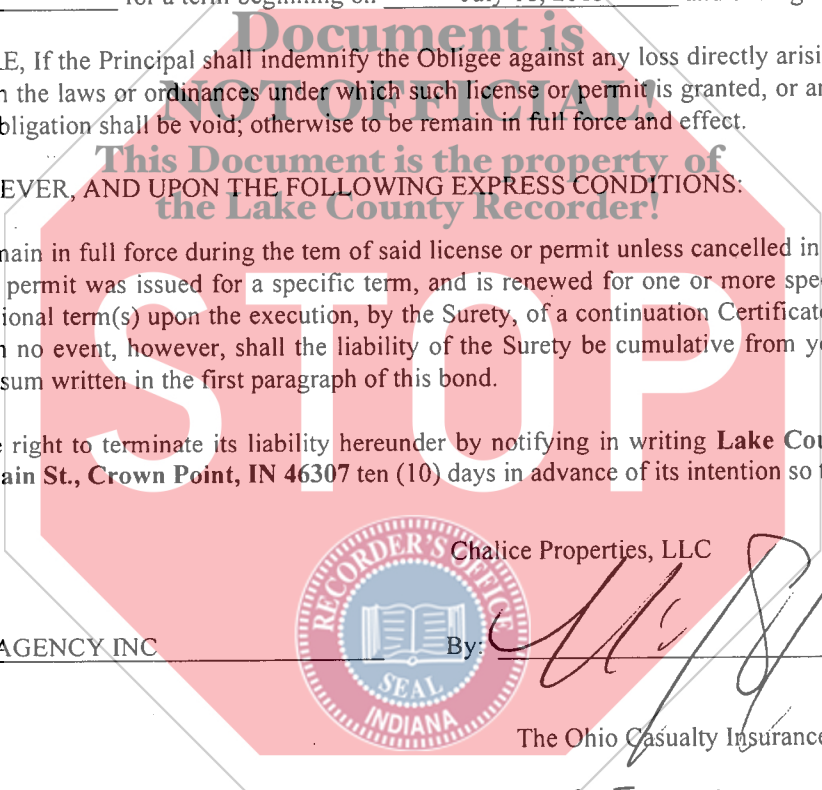 for a term beginning on
Document is
E, If the Principal shall indemnify the Obligee against any loss directly arisi
NOT OFFICIAL!
the laws or ordinances under which such license or permit is granted, or an
bligation shall be void; otherwise to be remain in full force and effect.
This Document is the property of
EVER, AND UPON THE FOLLOWING EXPRESS CONDITIONS:
the Lake County Recorder!
main in full force during the tem of said license or permit unless cancelled in
permit was issued for a specific term, and is renewed for one or more spec
ional term(s) upon the execution, by the Surety, of a continuation Certificate
no event, however, shall the liability of the Surety be cumulative from ye
sum written in the first paragraph of this bond.
STOP
e right to terminate its liability hereunder by notifying in writing Lake Cou
ain St., Crown Point, IN 46307 ten (10) days in advance of its intention so t
Chalice Properties, LLC
RECORDER'S OFFICE
AGENCY INC
By:
SEAL
INDIANA
The Ohio Casualty Insurance